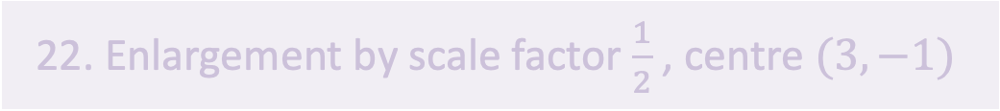 22. Enlargement by scale factor 1/2, centre (3, −1)